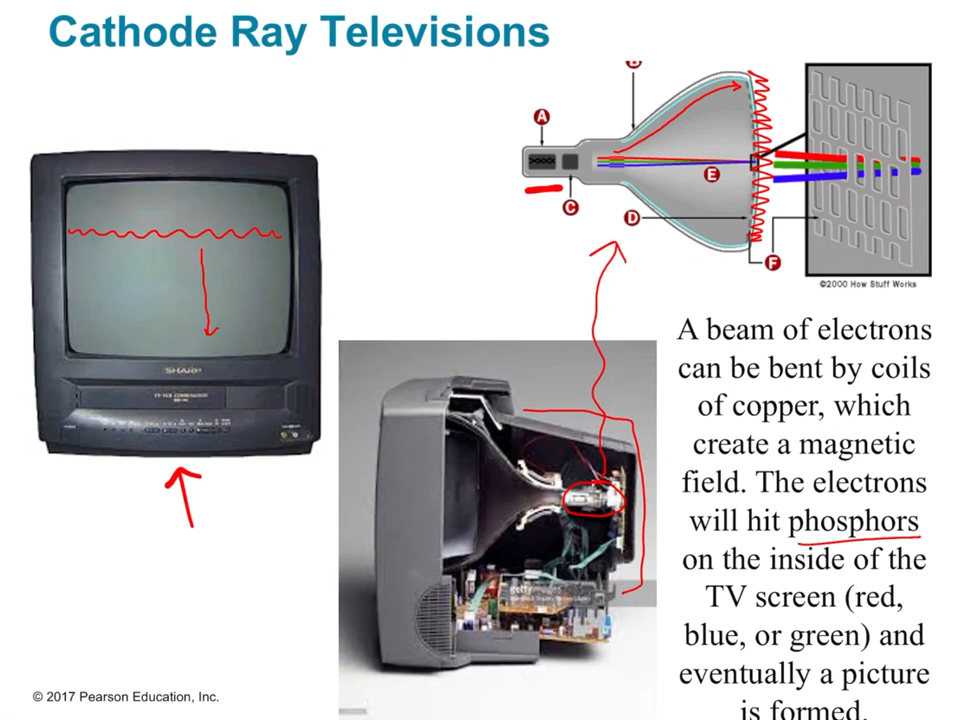 Cathode Ray Televisions
A
C
E
D
F
©2000 How Stuff Works
SHARP
A beam of electrons
can be bent by coils
of copper, which
create a magnetic
field. The electrons
will hit phosphors
on the inside of the
TV screen (red,
blue, or green) and
eventually a picture
is formed.
gettyimages
© 2017 Pearson Education, Inc.